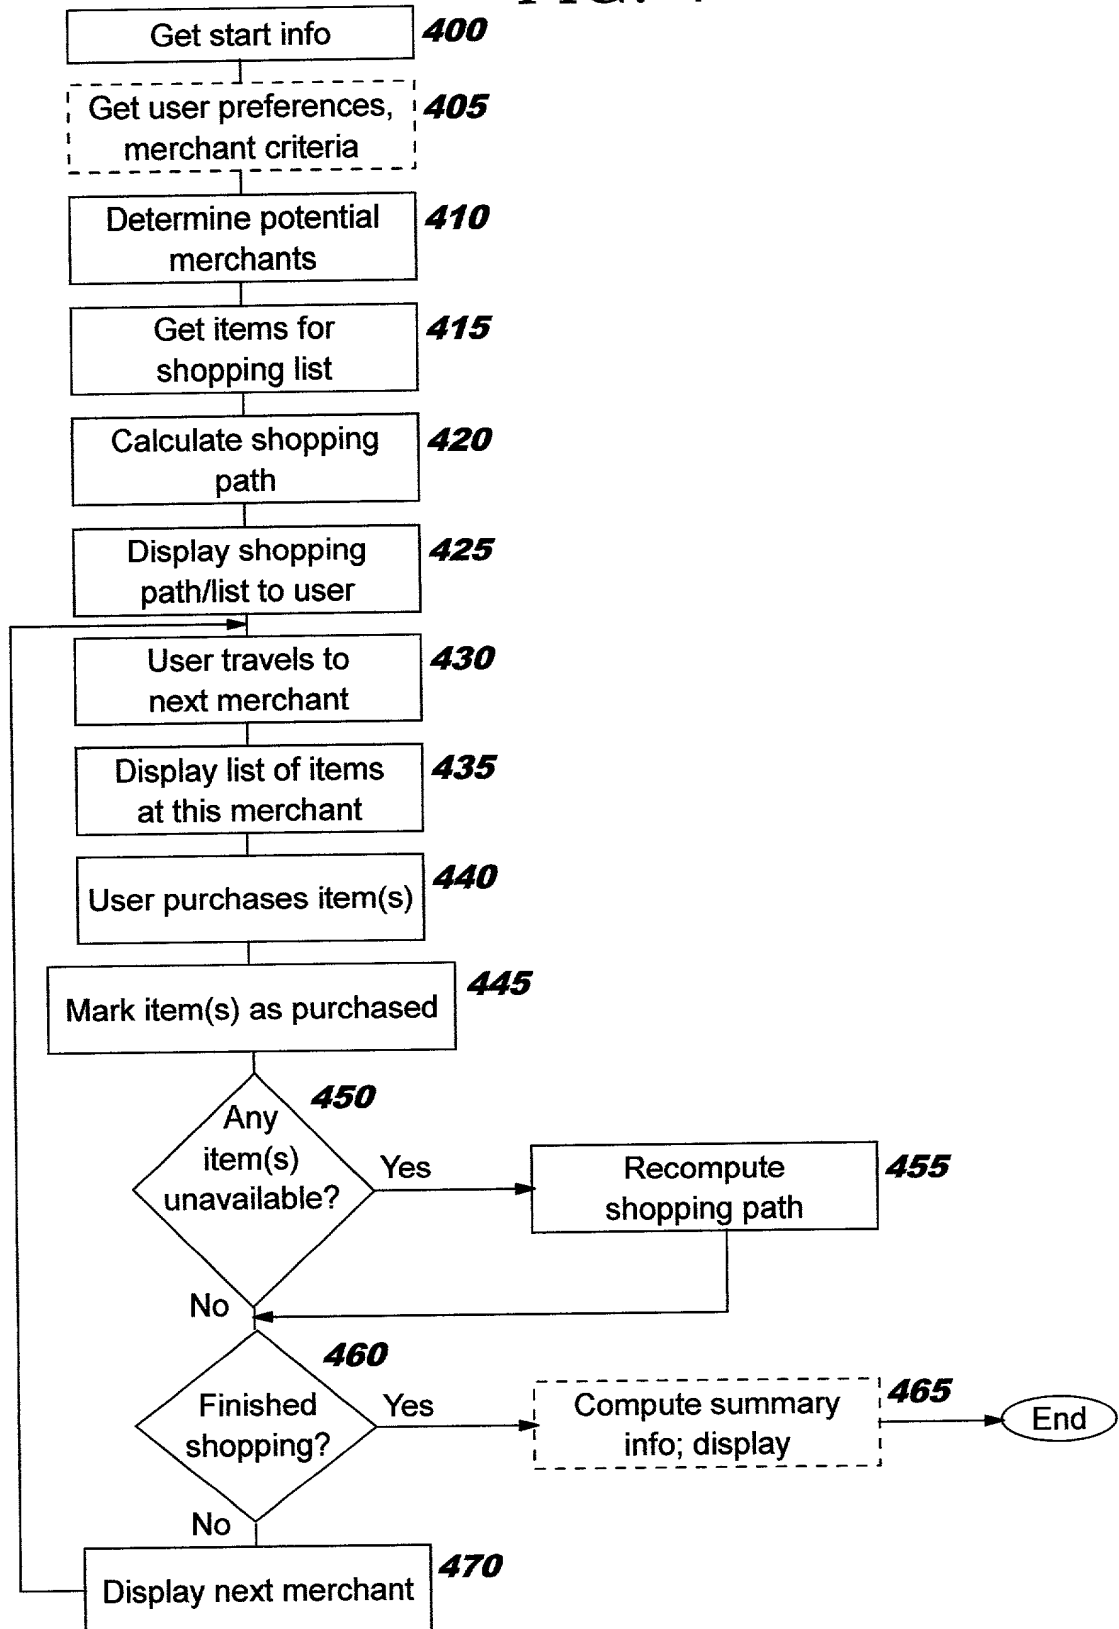 Get start info
400
Get user preferences,
merchant criteria
405
Determine potential
merchants
410
Get items for
shopping list
415
Calculate shopping
path
420
Display shopping
path/list to user
425
User travels to
next merchant
430
Display list of items
at this merchant
435
User purchases item(s)
440
Mark item(s) as purchased
445
Any
item(s)
unavailable?
450
Yes
Recompute
shopping path
455
No
Finished
shopping?
460
Yes
Compute summary
info; display
465
End
No
Display next merchant
470